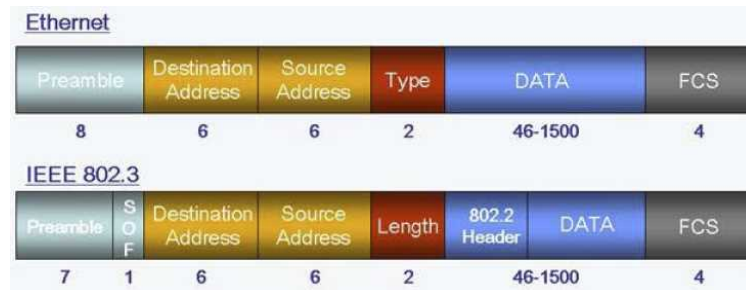 Ethernet
Preamble Destination Address Source Address Type DATA FCS
8 6 6 2 46-1500 4
IEEE 802.3
Preamble SOF Destination Address Source Address Length 802.2 Header DATA FCS
7 1 6 6 2 46-1500 4